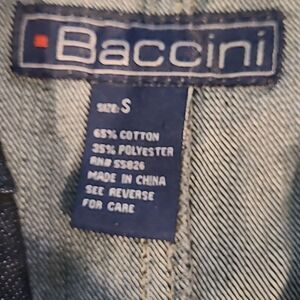 Baccini
SIZE: S
65% COTTON
35% POLYESTER
RN# 55826
MADE IN CHINA
SEE REVERSE
FOR CARE